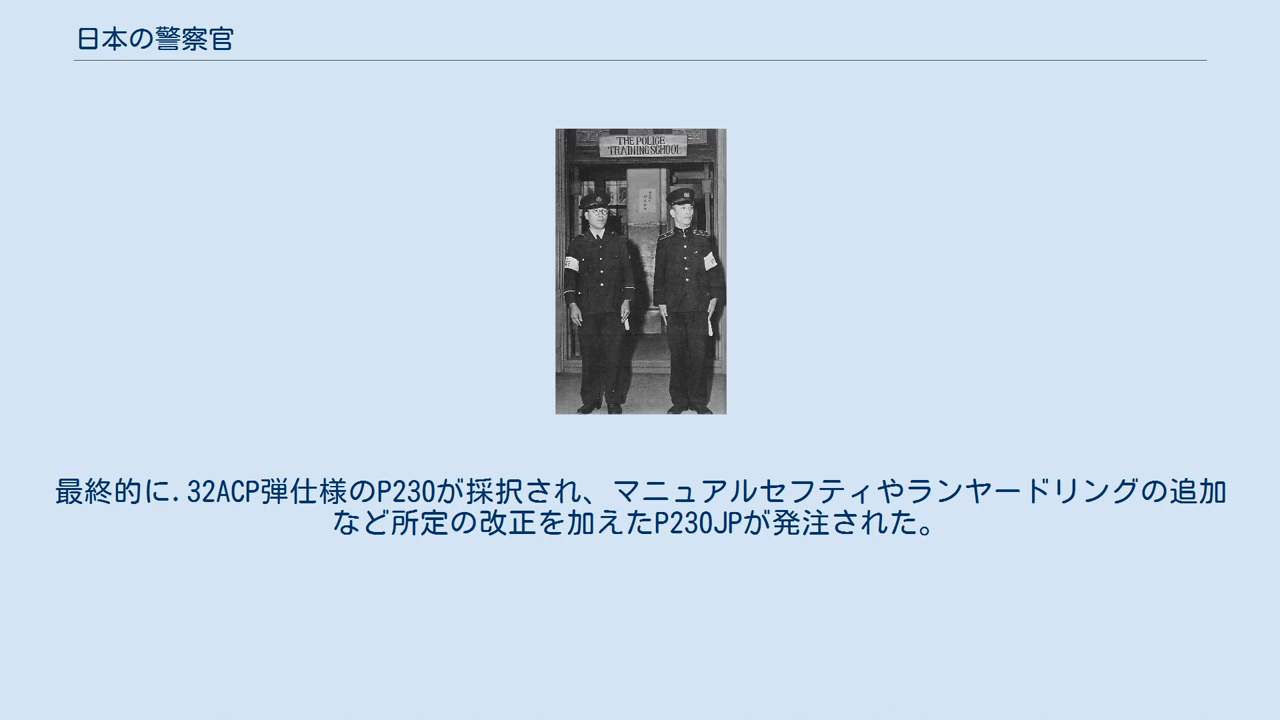 日本の警察官
THE POLICE
TRAINING SCHOOL
最終的に.32ACP弾仕様のP230が採択され、マニュアルセフティやランヤードリングの追加
など所定の改正を加えたP230JPが発注された。